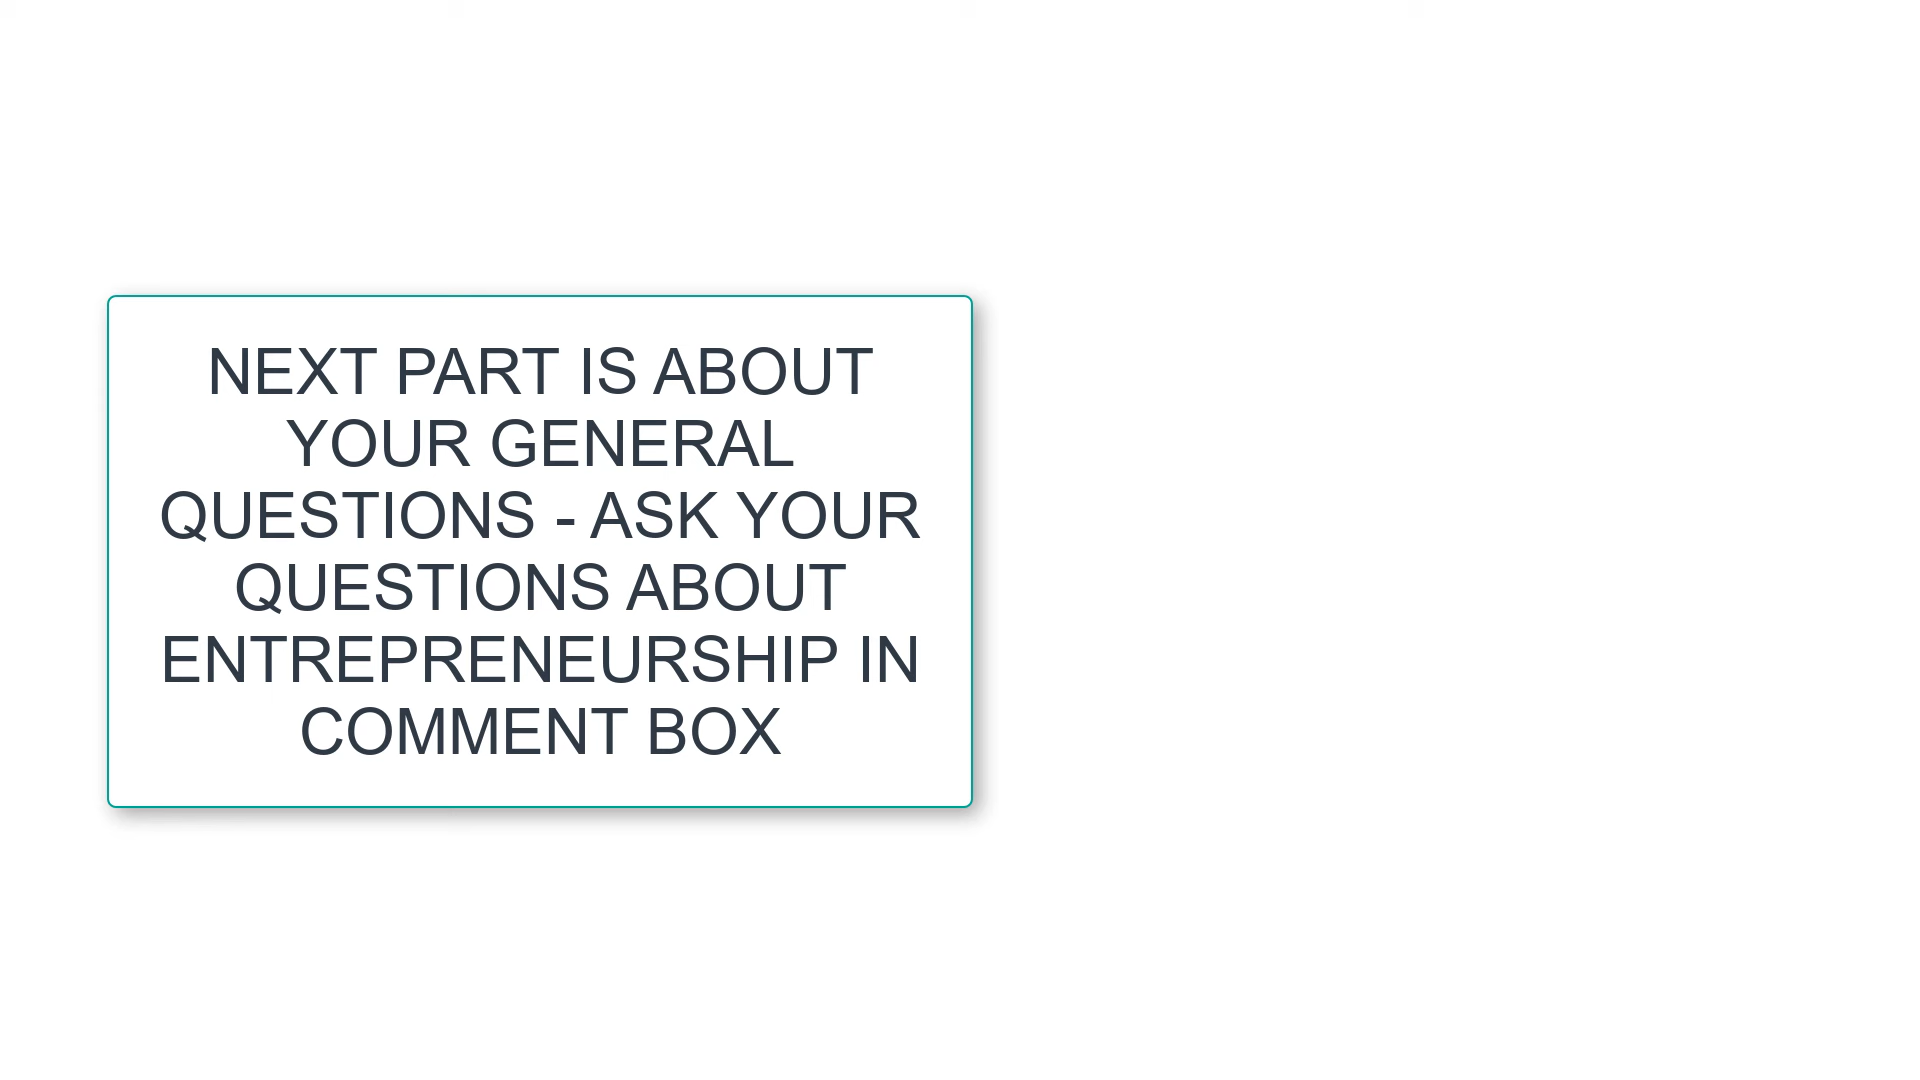 NEXT PART IS ABOUT
YOUR GENERAL
QUESTIONS - ASK YOUR
QUESTIONS ABOUT
ENTREPRENEURSHIP IN
COMMENT BOX